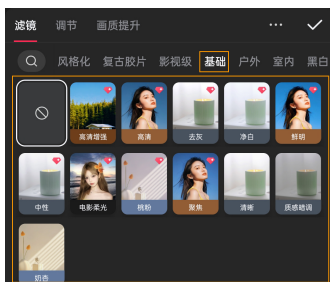 滤镜 调节 画质提升 ...
风格化 复古胶片 影视级 基础 户外 室内 黑白
高清增强 高清 去灰 净白 鲜明
中性 电影柔光 桃粉 聚焦 清晰 质感暗调
奶杏